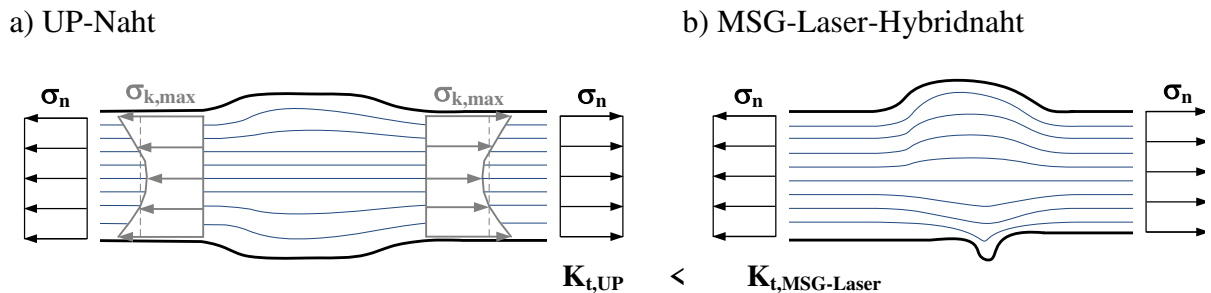 a) UP-Naht
b) MSG-Laser-Hybridnaht
σn σk,max σk,max σn σn σn
Kt,UP < Kt,MSG-Laser